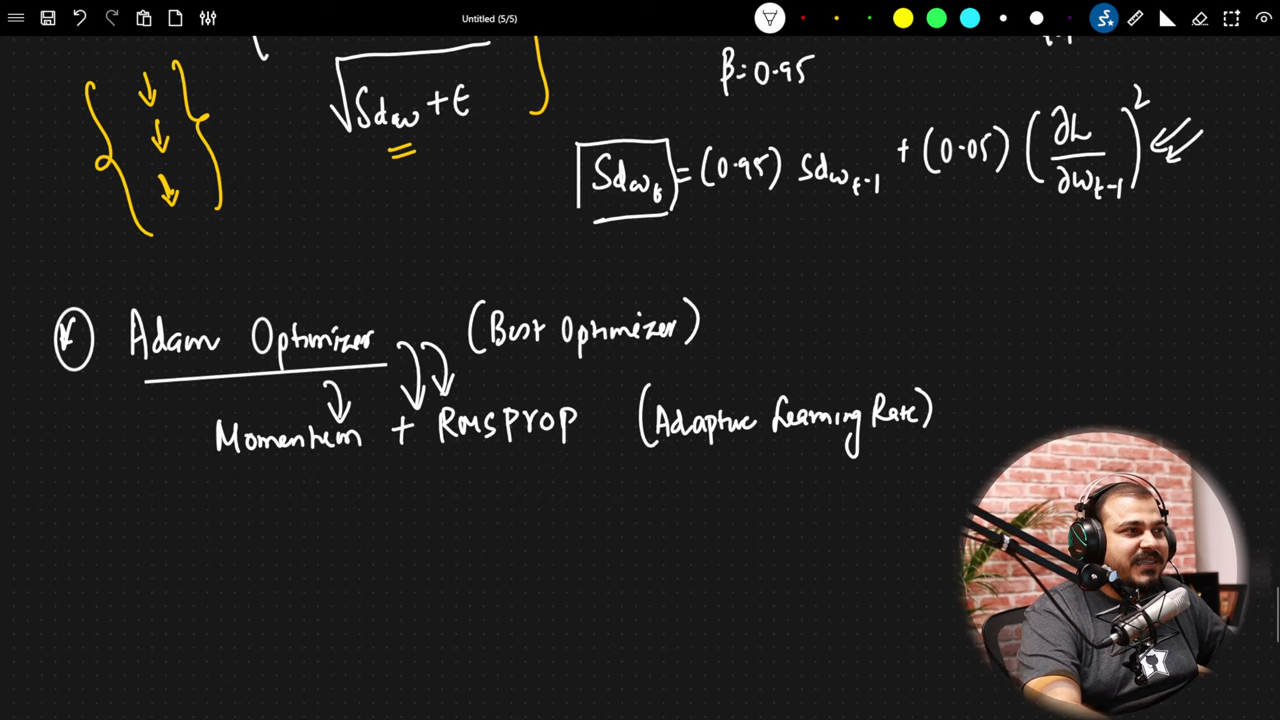 Untitled (5/5)
β = 0.95
√Sdw + ε
Sdwₜ = (0.95) Sdwₜ₋₁ + (0.05) (∂L / ∂wₜ₋₁)²
Adam Optimizer (Best Optimizer)
Momentum + RMSPROP (Adaptive Learning Rate)